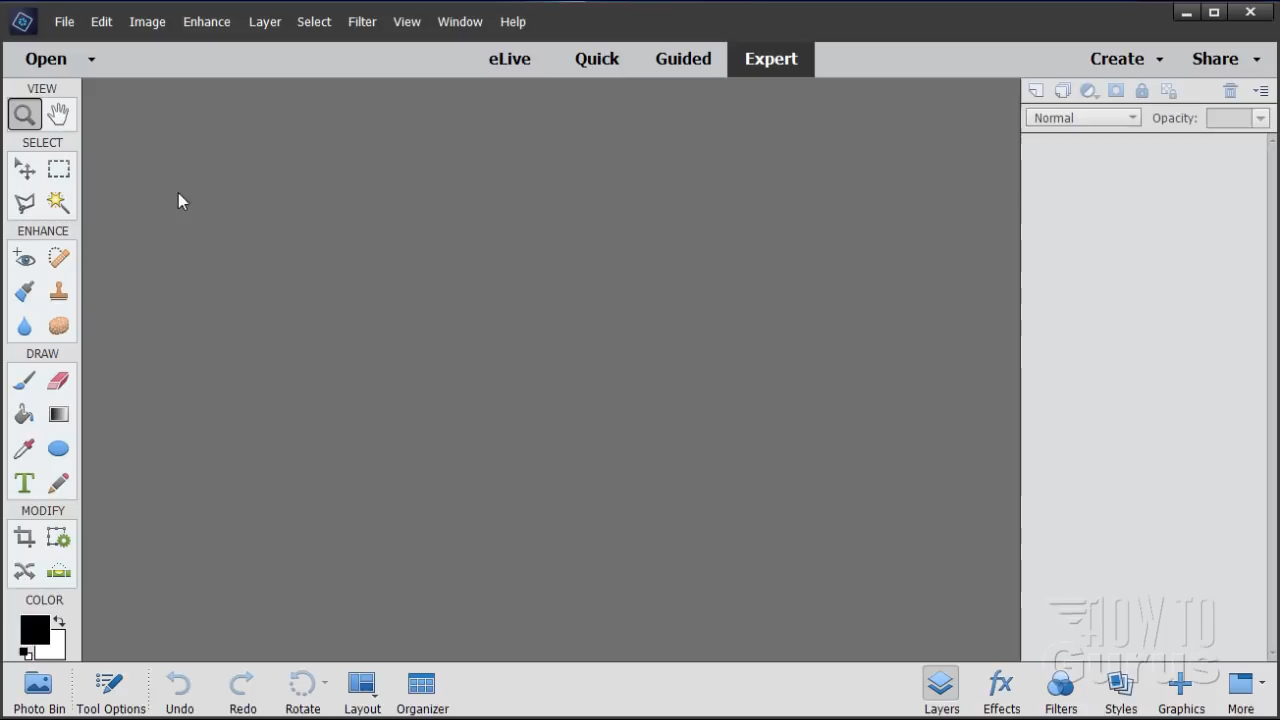 File Edit Image Enhance Layer Select Filter View Window Help
Open eLive Quick Guided Expert Create Share
VIEW
Normal Opacity:
SELECT
ENHANCE
DRAW
T
MODIFY
COLOR
HOW TO
Gurus
Photo Bin Tool Options Undo Redo Rotate Layout Organizer Layers Effects Filters Styles Graphics More
fx